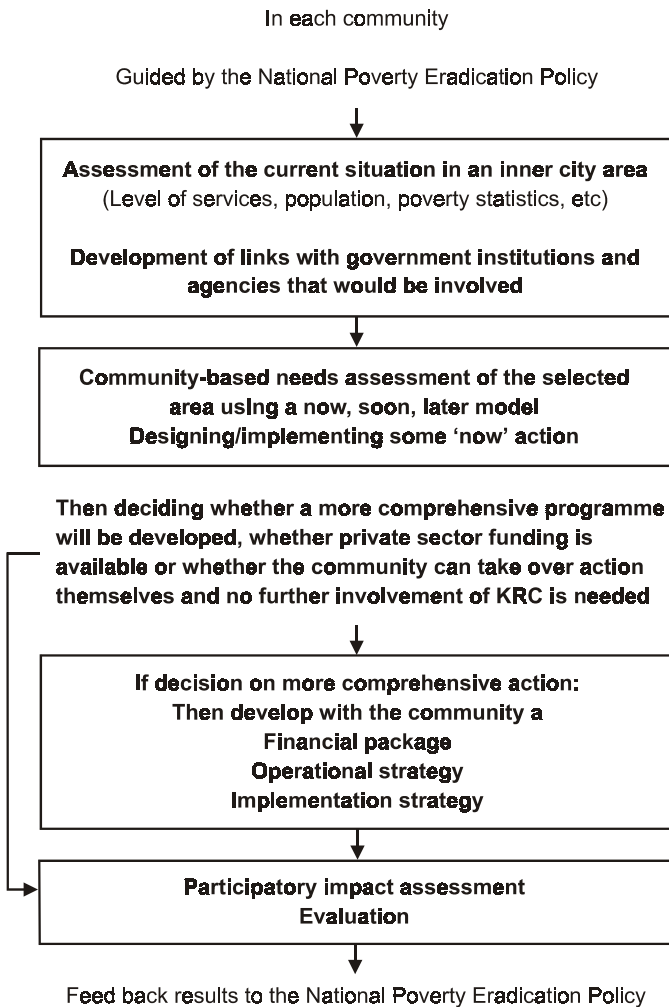 In each community
Guided by the National Poverty Eradication Policy
Assessment of the current situation in an inner city area
(Level of services, population, poverty statistics, etc)
Development of links with government institutions and
agencies that would be involved
Community-based needs assessment of the selected
area using a now, soon, later model
Designing/implementing some ‘now’ action
Then deciding whether a more comprehensive programme
will be developed, whether private sector funding is
available or whether the community can take over action
themselves and no further involvement of KRC is needed
If decision on more comprehensive action:
Then develop with the community a
Financial package
Operational strategy
Implementation strategy
Participatory impact assessment
Evaluation
Feed back results to the National Poverty Eradication Policy